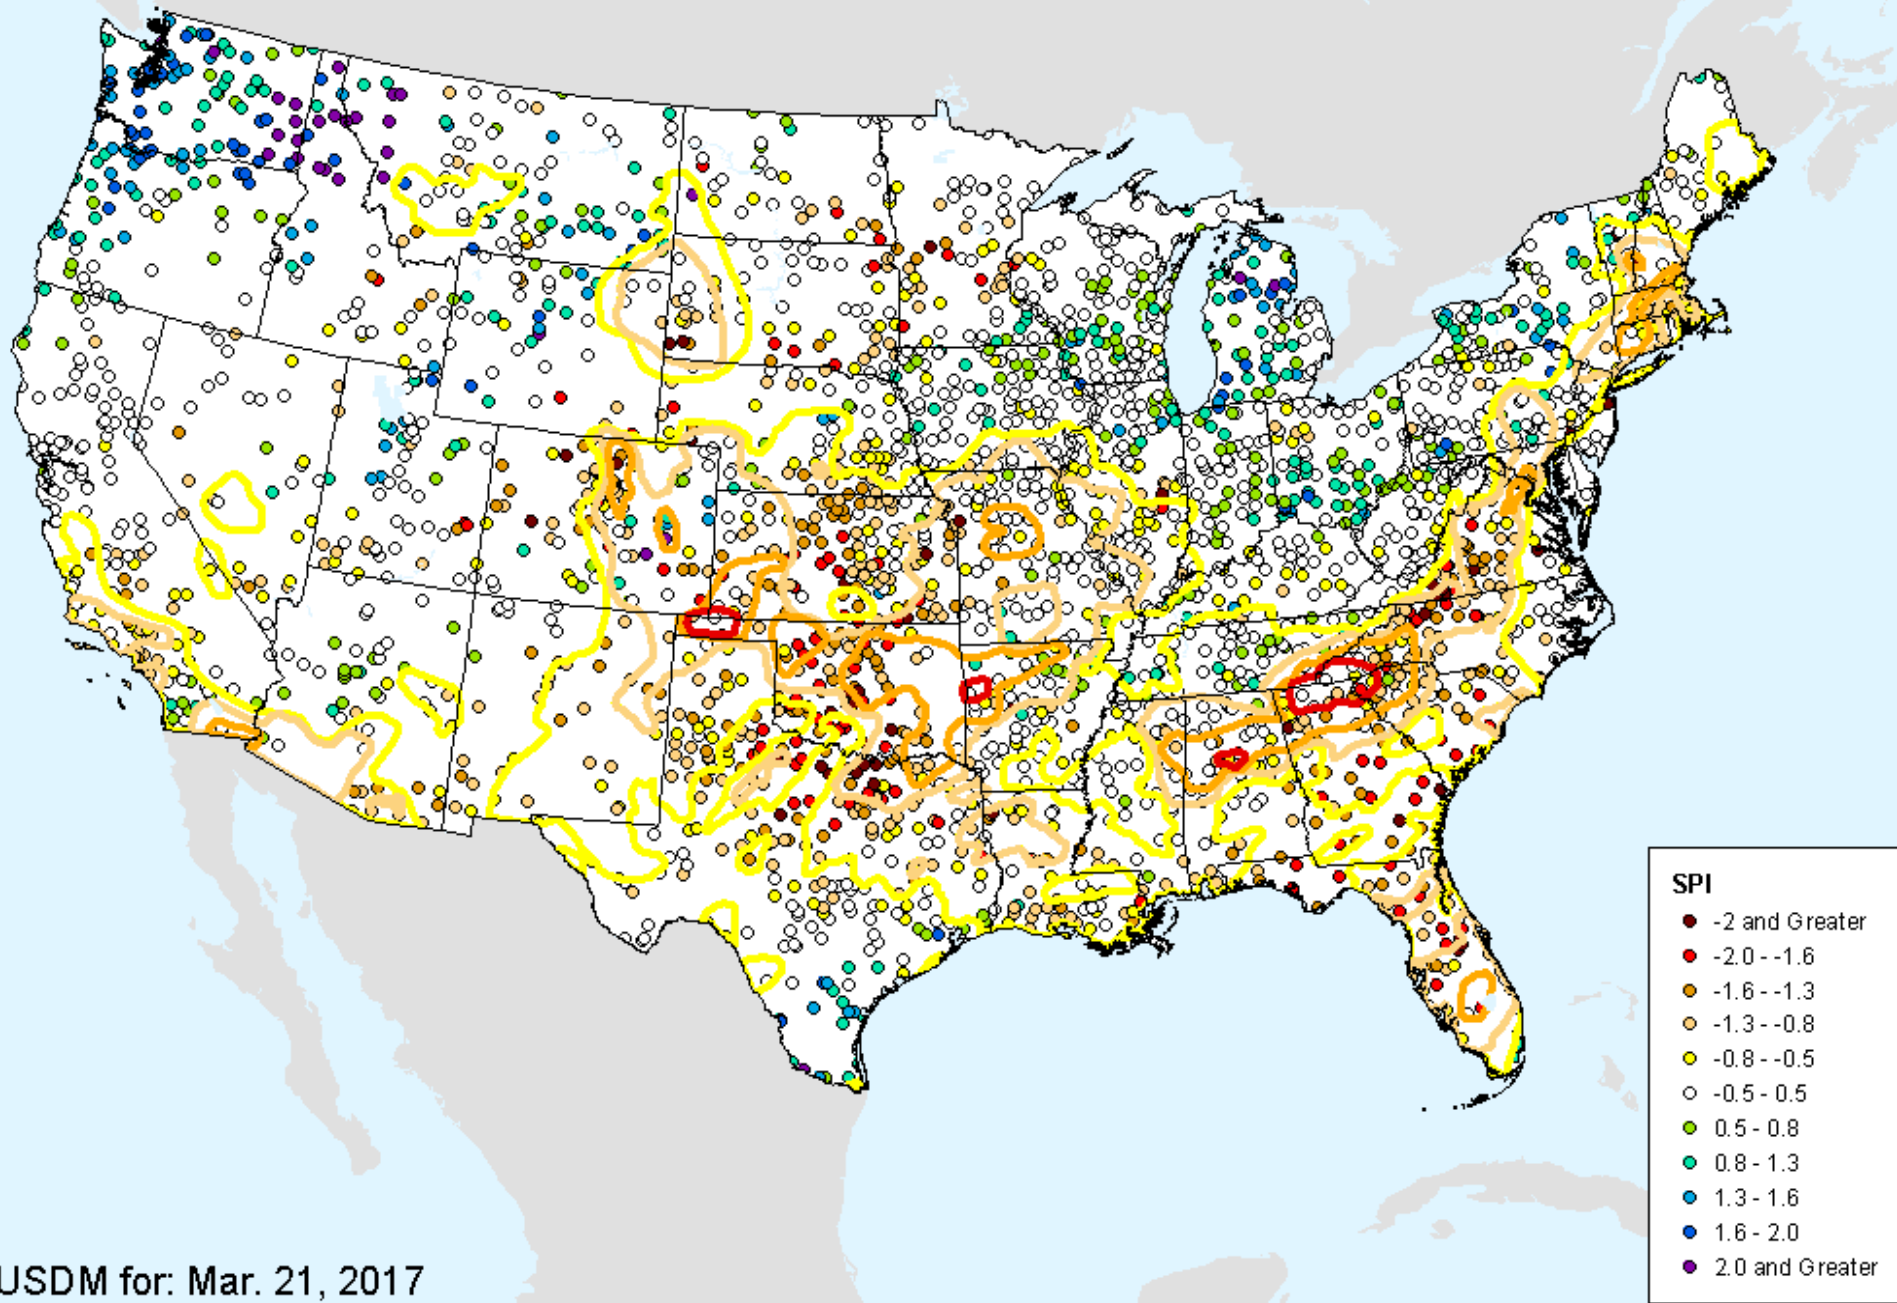 SPI
-2 and Greater
-2.0 - -1.6
-1.6 - -1.3
-1.3 - -0.8
-0.8 - -0.5
-0.5 - 0.5
0.5 - 0.8
0.8 - 1.3
1.3 - 1.6
1.6 - 2.0
2.0 and Greater
USDM for: Mar. 21, 2017